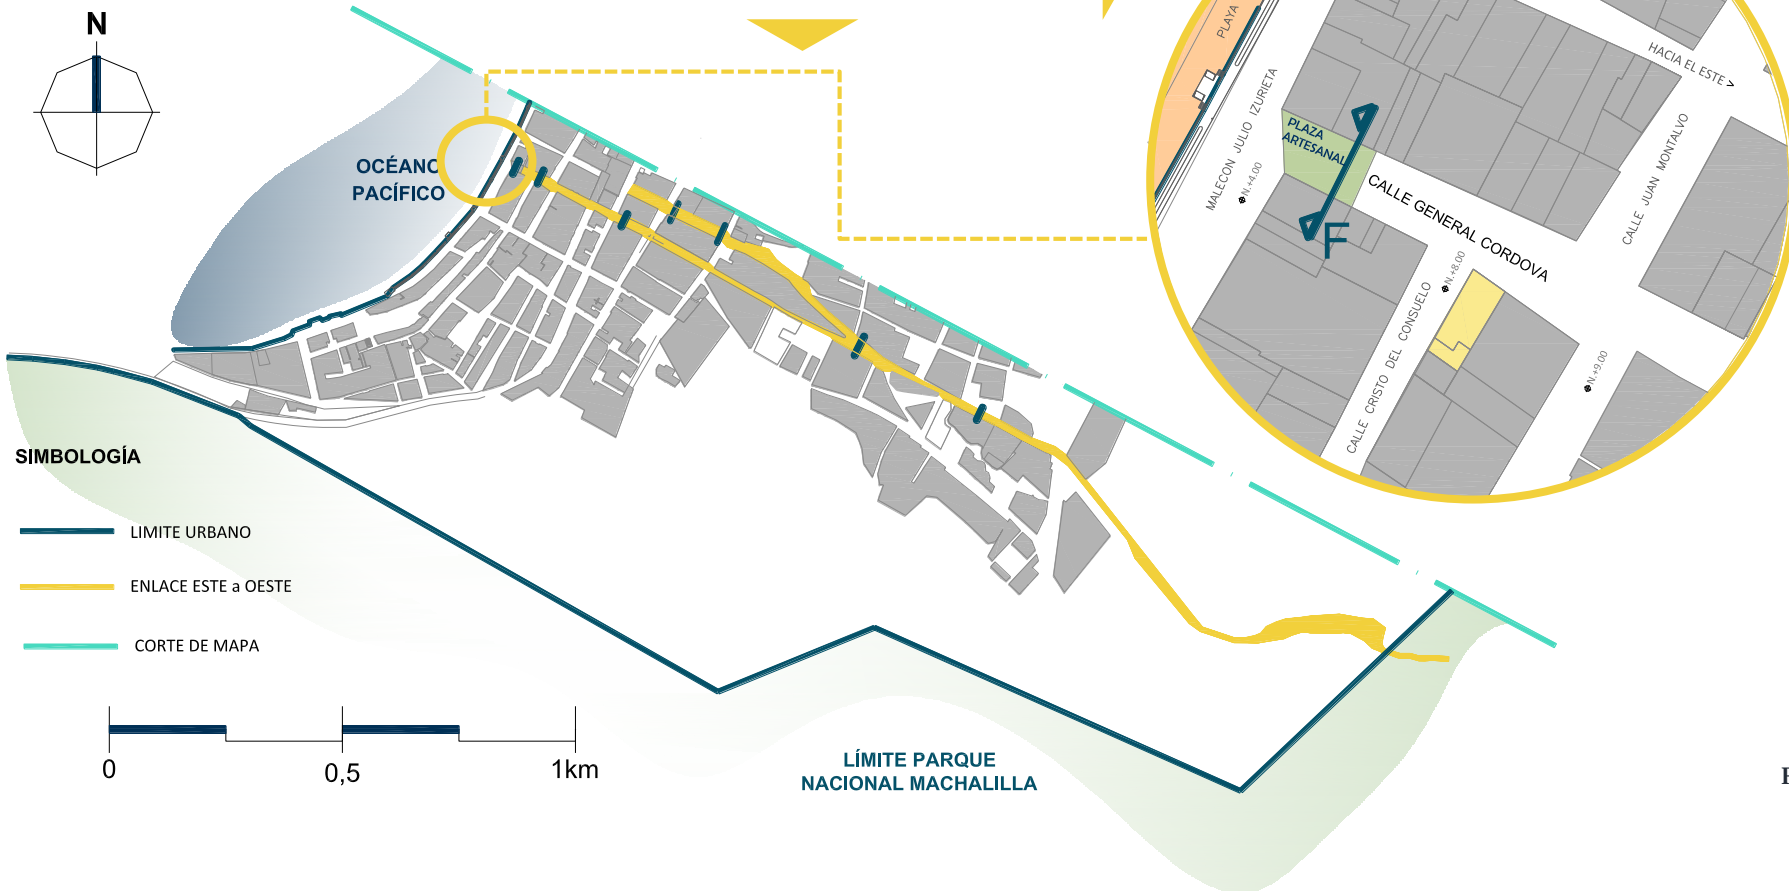 N
OCÉANO
PACÍFICO
SIMBOLOGÍA
LIMITE URBANO
ENLACE ESTE a OESTE
CORTE DE MAPA
0
0,5
1km
LÍMITE PARQUE
NACIONAL MACHALILLA
PLAYA
MALECON JULIO IZURIETA
N.+4.00
PLAZA
ARTESANAL
F
CALLE GENERAL CORDOVA
HACIA EL ESTE >
CALLE JUAN MONTALVO
N.+8.00
CALLE CRISTO DEL CONSUELO
N.+9.00